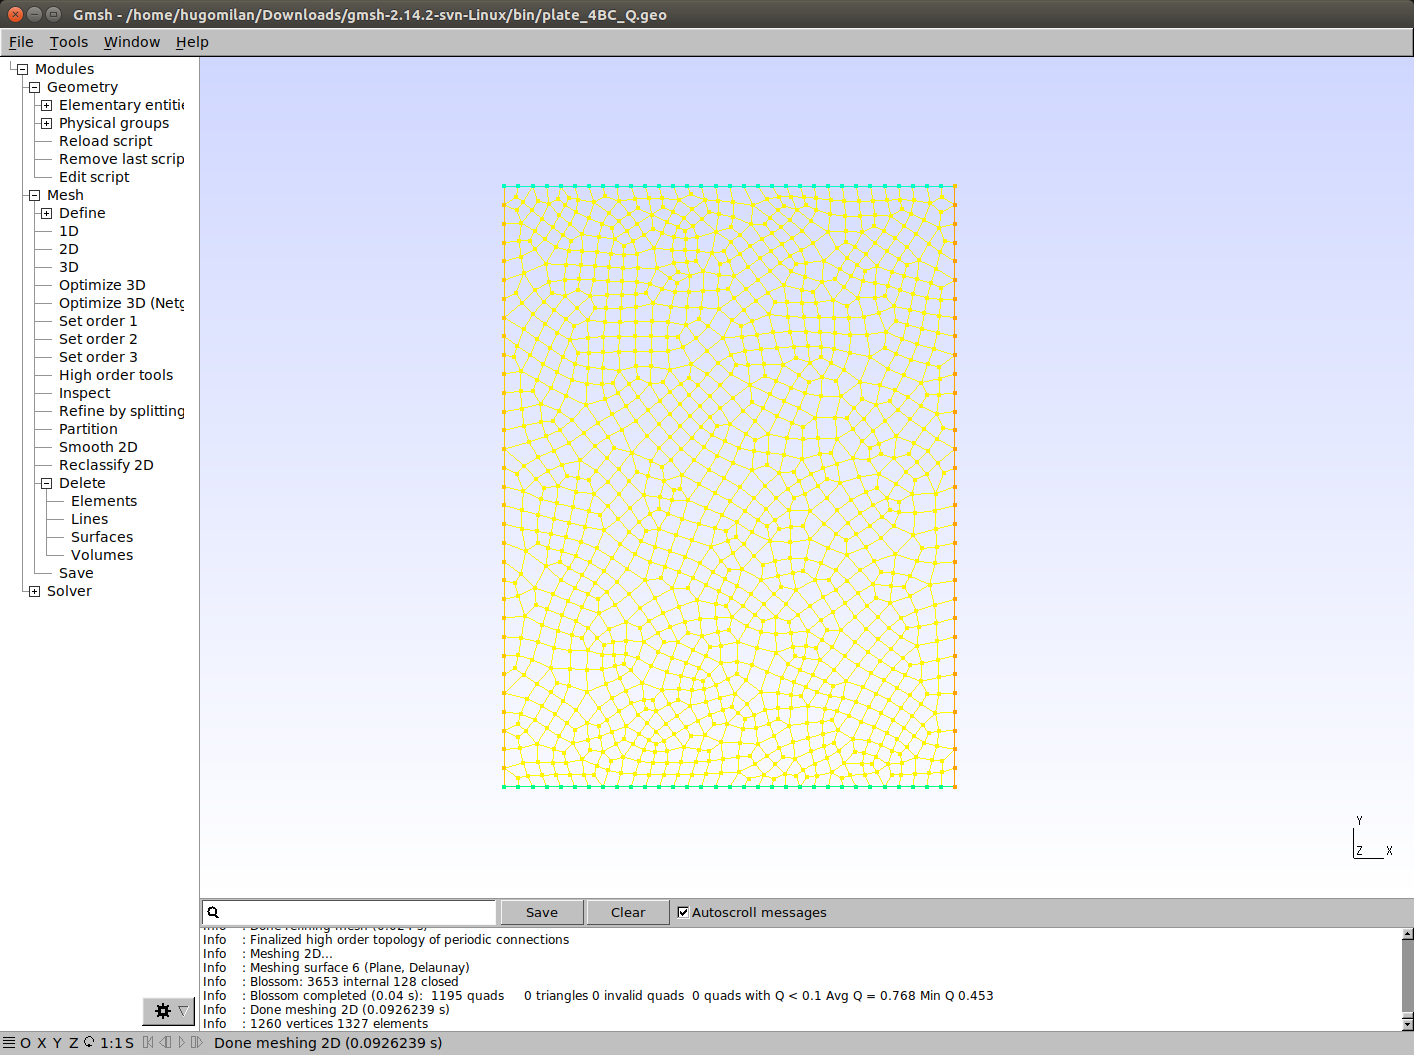 Gmsh - /home/hugomilan/Downloads/gmsh-2.14.2-svn-Linux/bin/plate_4BC_Q.geo
File Tools Window Help
Modules
Geometry
Elementary entitie
Physical groups
Reload script
Remove last scrip
Edit script
Mesh
Define
1D
2D
3D
Optimize 3D
Optimize 3D (Netg
Set order 1
Set order 2
Set order 3
High order tools
Inspect
Refine by splitting
Partition
Smooth 2D
Reclassify 2D
Delete
Elements
Lines
Surfaces
Volumes
Save
Solver
Y
Z X
Save Clear Autoscroll messages
Info : Done refining mesh (0.024 s)
Info : Finalized high order topology of periodic connections
Info : Meshing 2D...
Info : Meshing surface 6 (Plane, Delaunay)
Info : Blossom: 3653 internal 128 closed
Info : Blossom completed (0.04 s): 1195 quads 0 triangles 0 invalid quads 0 quads with Q < 0.1 Avg Q = 0.768 Min Q 0.453
Info : Done meshing 2D (0.0926239 s)
Info : 1260 vertices 1327 elements
O X Y Z 1:1 S Done meshing 2D (0.0926239 s)